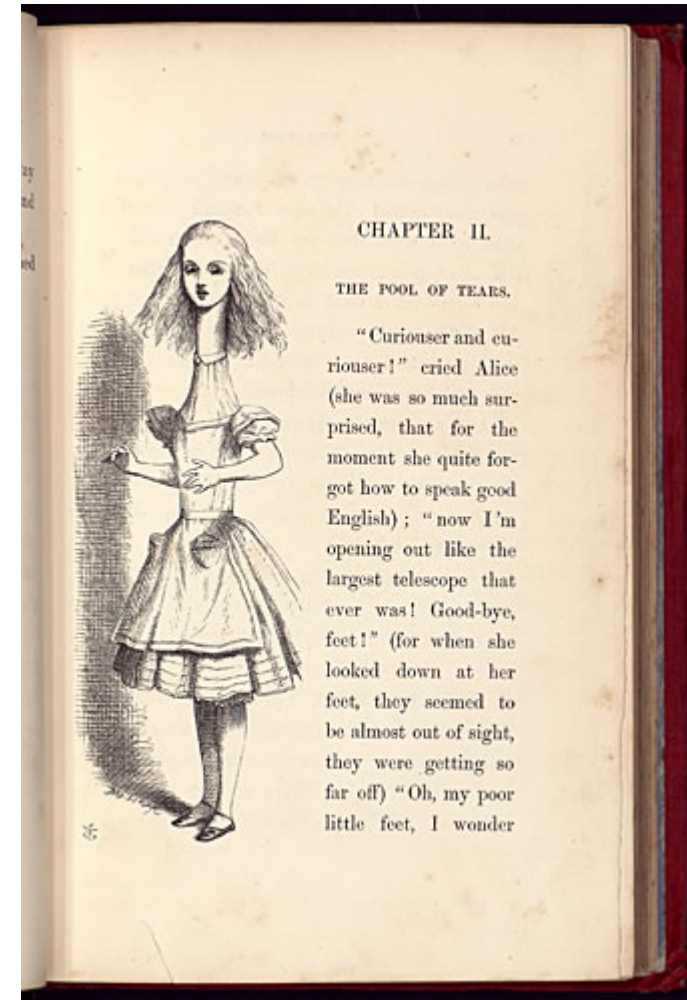 CHAPTER II.
THE POOL OF TEARS.
“Curiouser and cu-
riouser!” cried Alice
(she was so much sur-
prised, that for the
moment she quite for-
got how to speak good
English); “now I'm
opening out like the
largest telescope that
ever was! Good-bye,
feet!” (for when she
looked down at her
feet, they seemed to
be almost out of sight,
they were getting so
far off) “Oh, my poor
little feet, I wonder